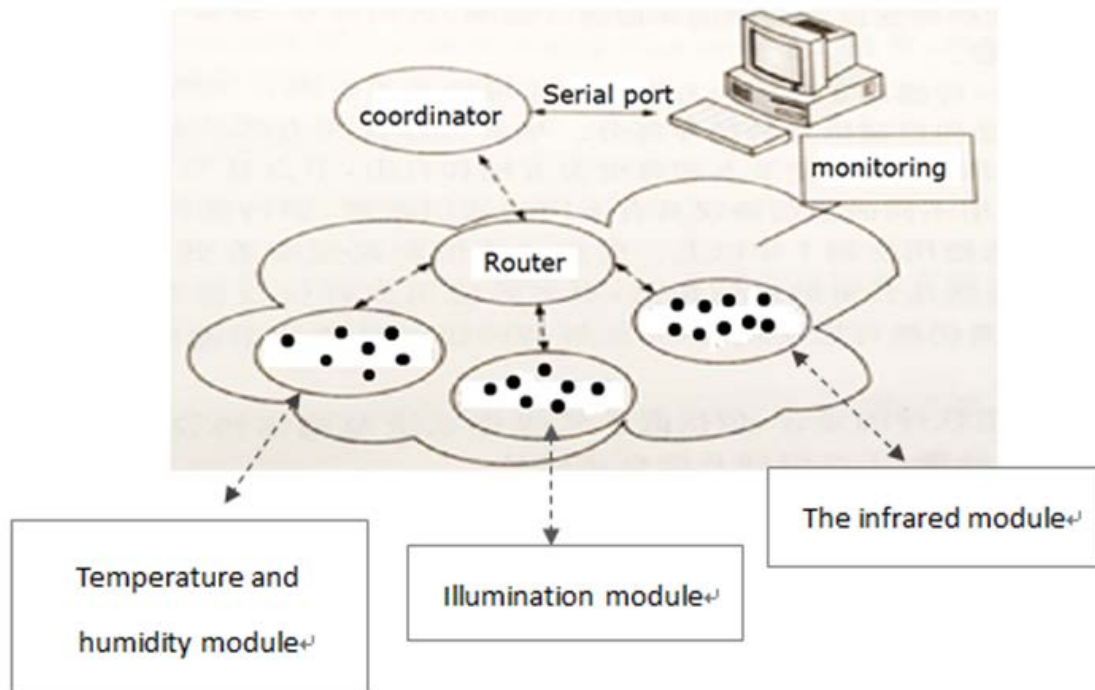 Serial port
coordinator
monitoring
Router
The infrared module↵
Temperature and
humidity module↵
Illumination module↵